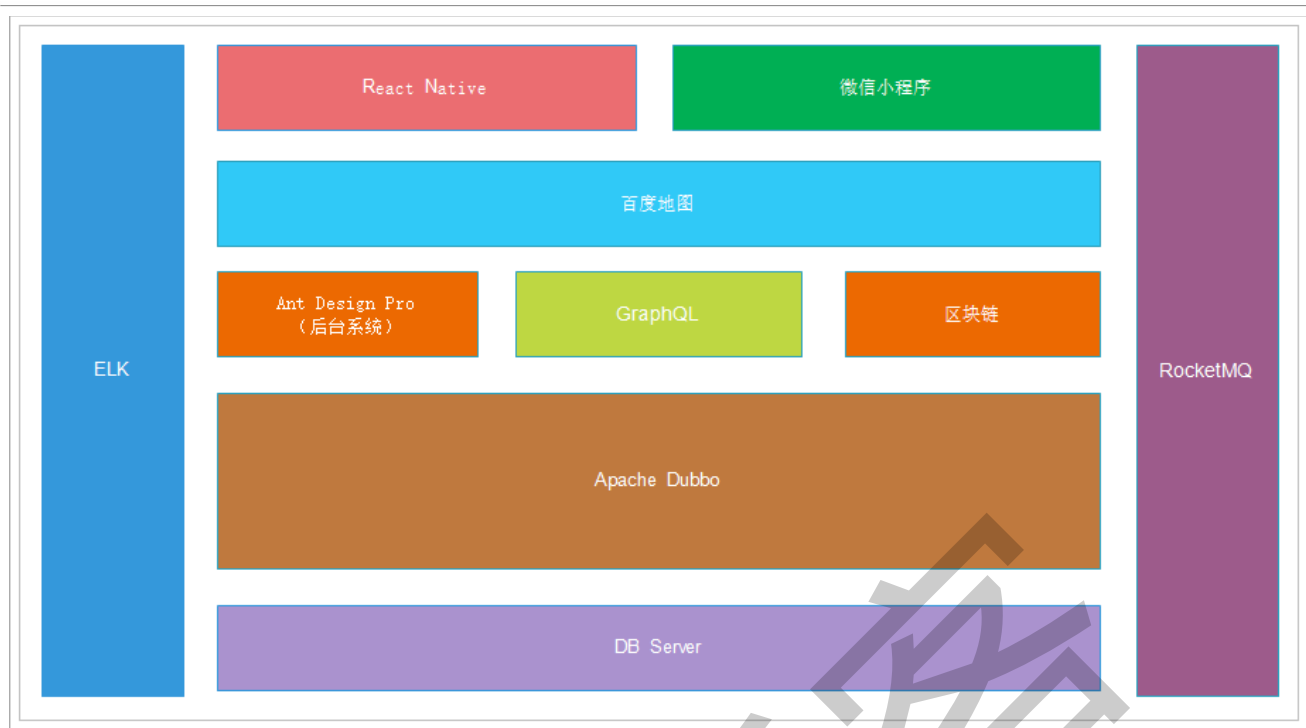 React Native
微信小程序
百度地图
Ant Design Pro
（后台系统）
GraphQL
区块链
ELK
RocketMQ
Apache Dubbo
DB Server